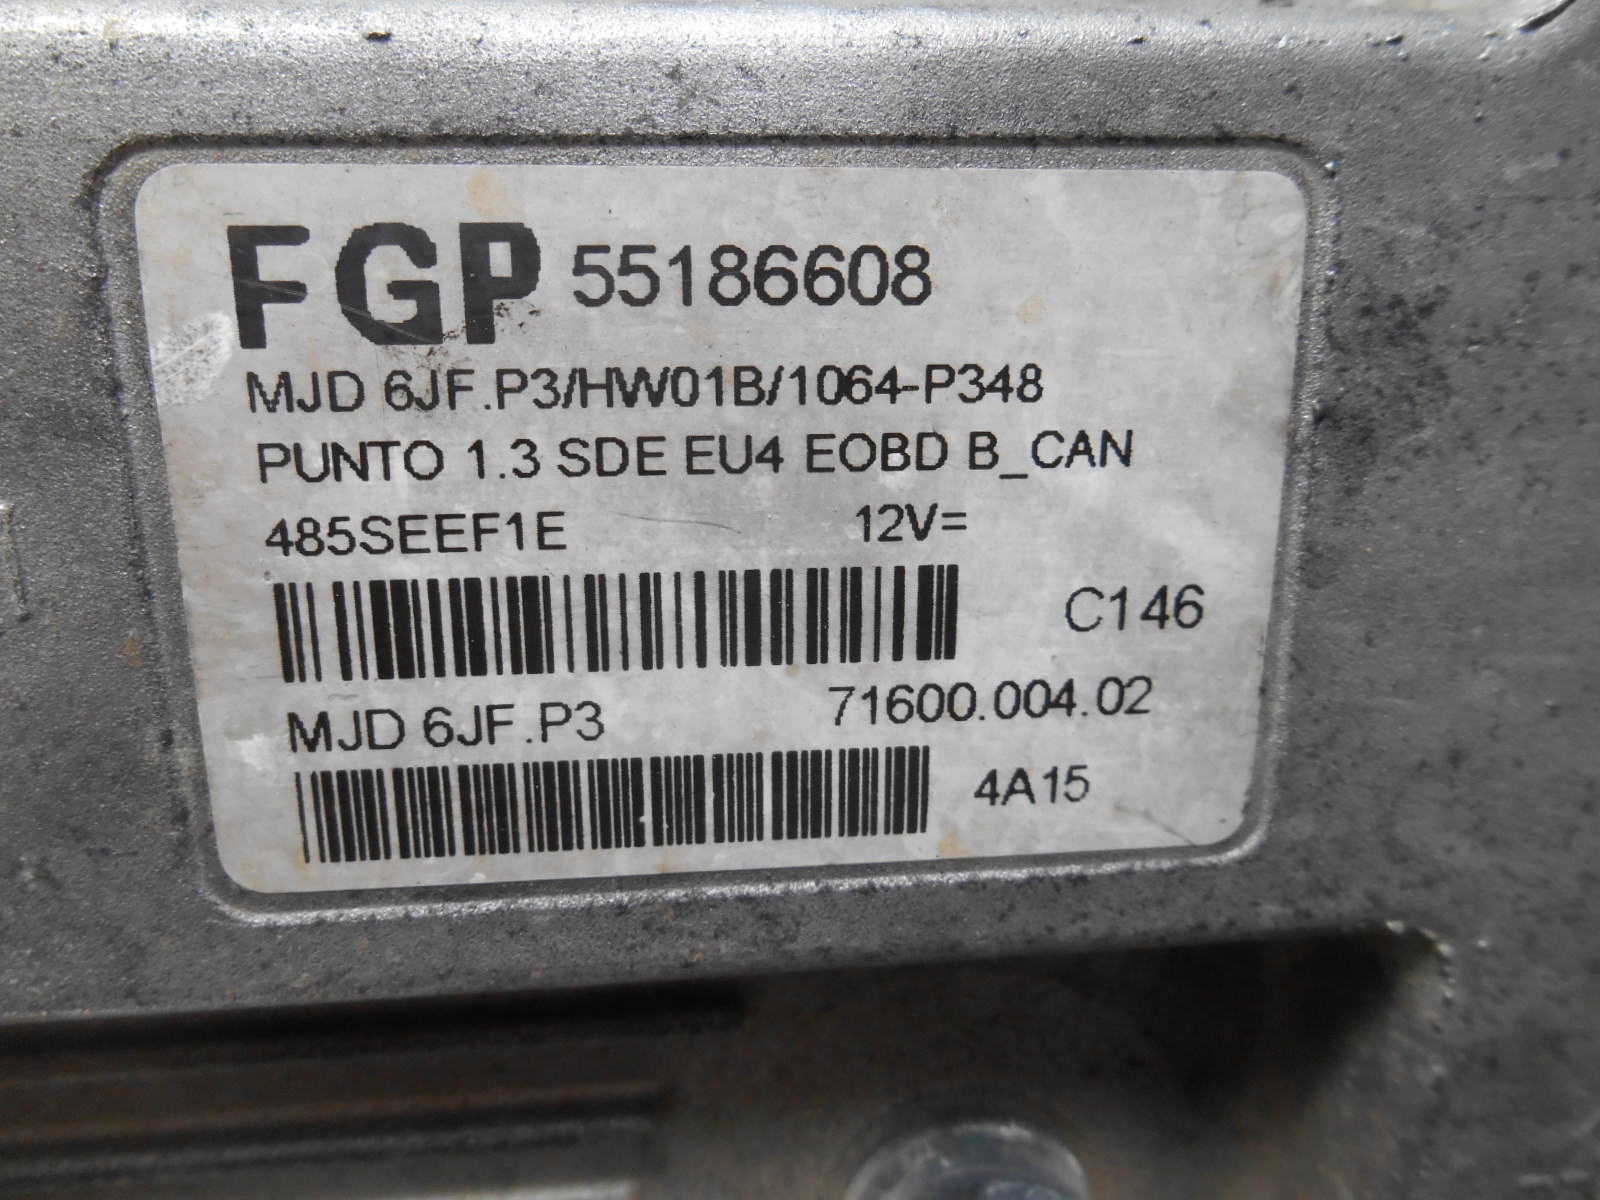 FGP 55186608
MJD 6JF.P3/HW01B/1064-P348
PUNTO 1.3 SDE EU4 EOBD B_CAN
485SEEF1E 12V=
C146
MJD 6JF.P3 71600.004.02
4A15